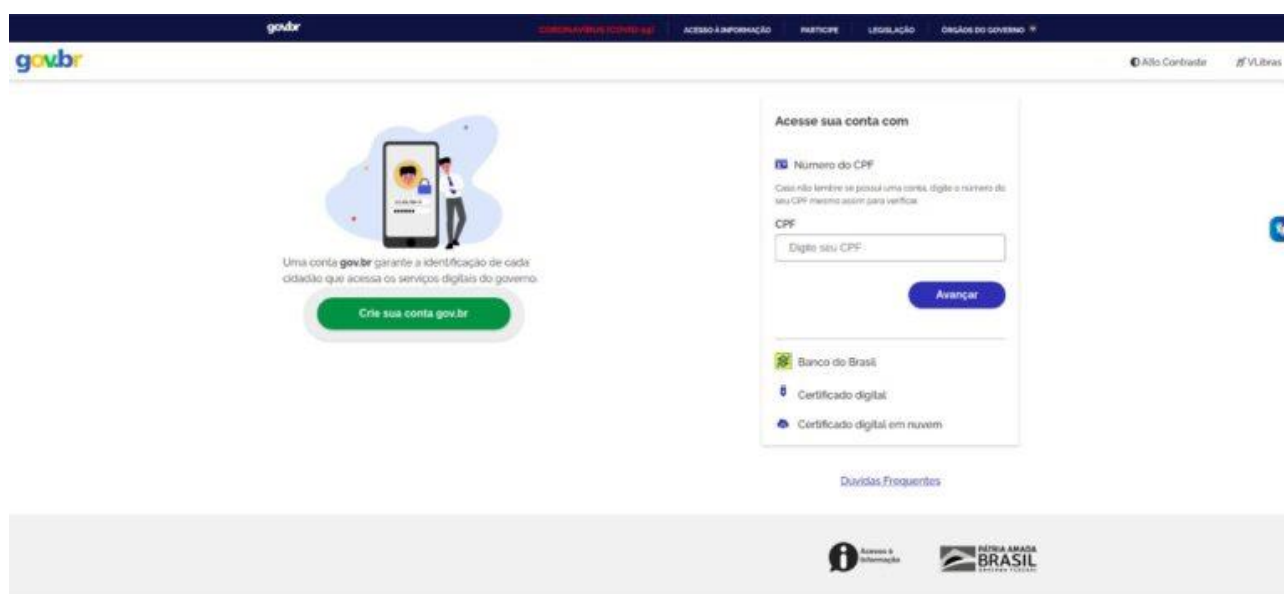 gov.br
CORONAVÍRUS (COVID-19)
ACESSO À INFORMAÇÃO
PARTICIPE
LEGISLAÇÃO
ÓRGÃOS DO GOVERNO
gov.br
Alto Contraste
VLibras
Uma conta gov.br garante a identificação de cada
cidadão que acessa os serviços digitais do governo.
Crie sua conta gov.br
Acesse sua conta com
Número do CPF
Caso não lembre se possui uma conta, digite o número do
seu CPF mesmo assim para verificar.
CPF
Digite seu CPF
Avançar
Banco do Brasil
Certificado digital
Certificado digital em nuvem
Dúvidas Frequentes
Acesso à
Informação
PÁTRIA AMADA
BRASIL
GOVERNO FEDERAL